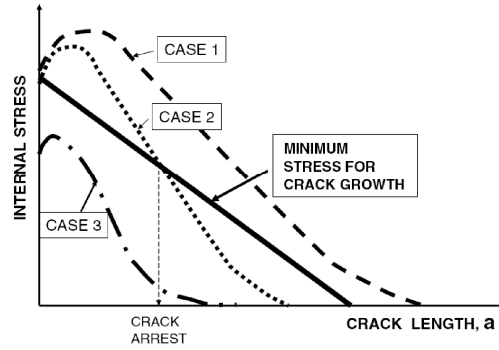 CASE 1
CASE 2
MINIMUM
STRESS FOR
CRACK GROWTH
INTERNAL STRESS
CASE 3
CRACK
ARREST
CRACK LENGTH, a